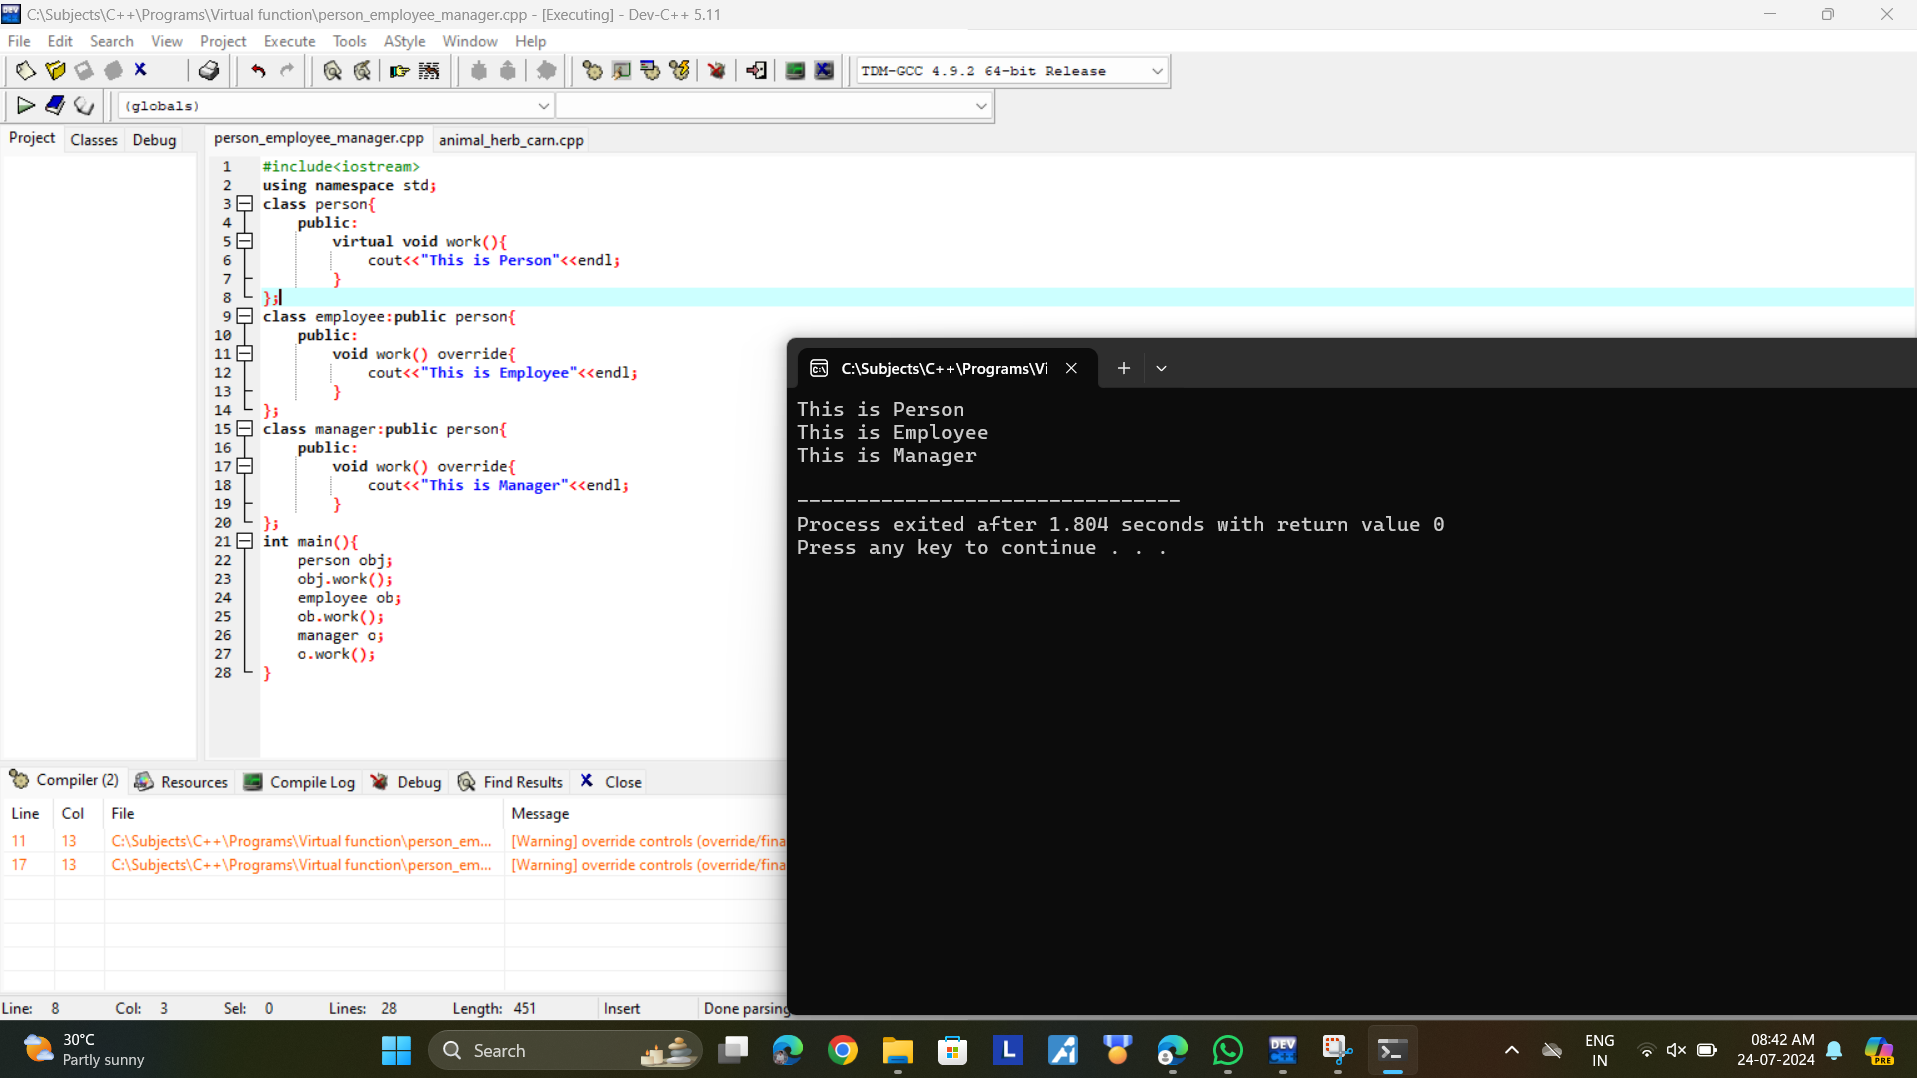 C:\Subjects\C++\Programs\Virtual function\person_employee_manager.cpp - [Executing] - Dev-C++ 5.11
File Edit Search View Project Execute Tools AStyle Window Help
TDM-GCC 4.9.2 64-bit Release
(globals)
Project Classes Debug
person_employee_manager.cpp animal_herb_carn.cpp
1 #include<iostream>
2 using namespace std;
3 class person{
4 public:
5 virtual void work(){
6 cout<<"This is Person"<<endl;
7 }
8 };
9 class employee:public person{
10 public:
11 void work() override{
12 cout<<"This is Employee"<<endl;
13 }
14 };
15 class manager:public person{
16 public:
17 void work() override{
18 cout<<"This is Manager"<<endl;
19 }
20 };
21 int main(){
22 person obj;
23 obj.work();
24 employee ob;
25 ob.work();
26 manager o;
27 o.work();
28 }
C:\Subjects\C++\Programs\Vi
This is Person
This is Employee
This is Manager
--------------------------------
Process exited after 1.804 seconds with return value 0
Press any key to continue . . .
Compiler (2) Resources Compile Log Debug Find Results Close
Line Col File Message
11 13 C:\Subjects\C++\Programs\Virtual function\person_em... [Warning] override controls (override/fina
17 13 C:\Subjects\C++\Programs\Virtual function\person_em... [Warning] override controls (override/fina
Line: 8 Col: 3 Sel: 0 Lines: 28 Length: 451 Insert Done parsing
30°C
Partly sunny
Search
L
DEV
PRE
ENG
IN
08:42 AM
24-07-2024